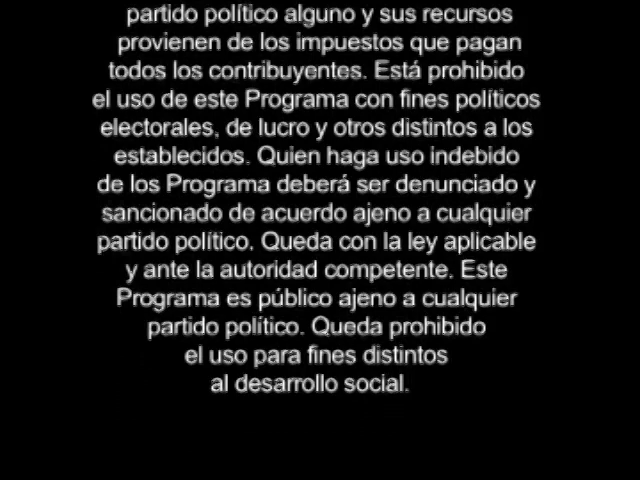 partido político alguno y sus recursos
provienen de los impuestos que pagan
todos los contribuyentes. Está prohibido
el uso de este Programa con fines políticos
electorales, de lucro y otros distintos a los
establecidos. Quien haga uso indebido
de los Programa deberá ser denunciado y
sancionado de acuerdo ajeno a cualquier
partido político. Queda con la ley aplicable
y ante la autoridad competente. Este
Programa es público ajeno a cualquier
partido político. Queda prohibido
el uso para fines distintos
al desarrollo social.